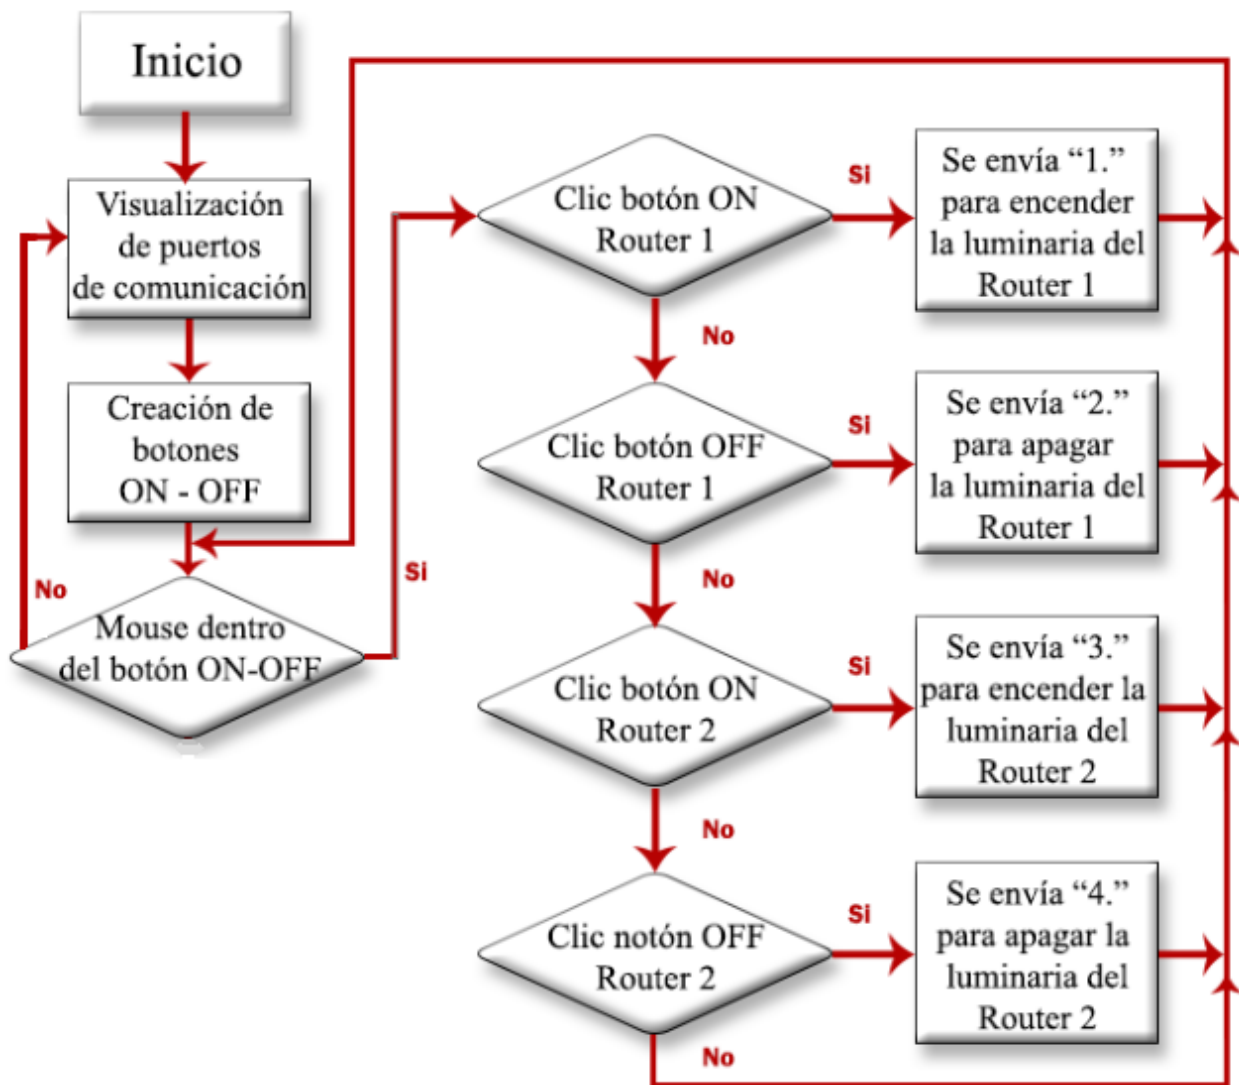 Inicio
Visualización
de puertos
de comunicación
Creación de
botones
ON - OFF
No
Mouse dentro
del botón ON-OFF
Si
Clic botón ON
Router 1
Si
Se envía “1.”
para encender
la luminaria del
Router 1
No
Clic botón OFF
Router 1
Si
Se envía “2.”
para apagar
la luminaria del
Router 1
No
Clic botón ON
Router 2
Si
Se envía “3.”
para encender la
luminaria del
Router 2
No
Clic notón OFF
Router 2
Si
Se envía “4.”
para apagar la
luminaria del
Router 2
No